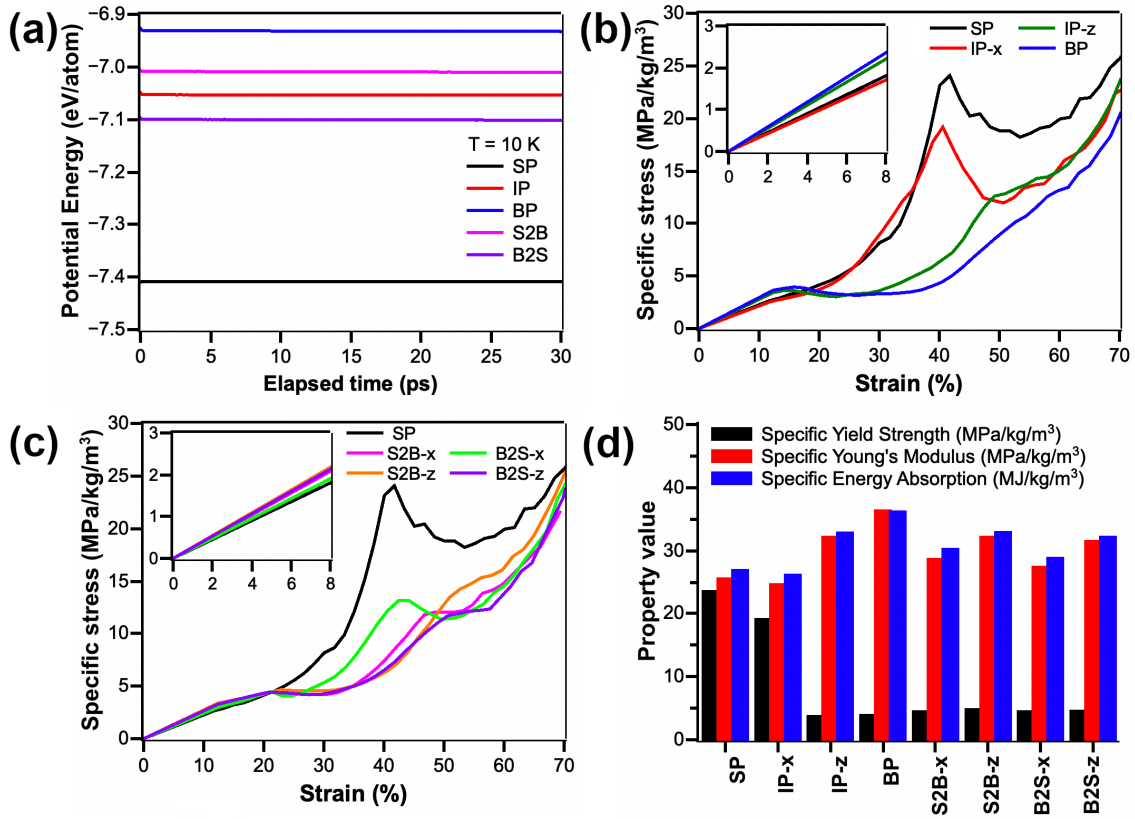 (a)
Potential Energy (eV/atom)
−6.9
−7.0
−7.1
−7.2
−7.3
−7.4
−7.5
T = 10 K
SP
IP
BP
S2B
B2S
0 5 10 15 20 25 30
Elapsed time (ps)
(b)
Specific stress (MPa/kg/m³)
30
25
20
15
10
5
0
SP IP-z
IP-x BP
3
2
1
0
0 2 4 6 8
0 10 20 30 40 50 60 70
Strain (%)
(c)
Specific stress (MPa/kg/m³)
30
25
20
15
10
5
0
SP
S2B-x B2S-x
S2B-z B2S-z
3
2
1
0
0 2 4 6 8
0 10 20 30 40 50 60 70
Strain (%)
(d)
Property value
50
40
30
20
10
0
Specific Yield Strength (MPa/kg/m³)
Specific Young's Modulus (MPa/kg/m³)
Specific Energy Absorption (MJ/kg/m³)
SP
IP-x
IP-z
BP
S2B-x
S2B-z
B2S-x
B2S-z